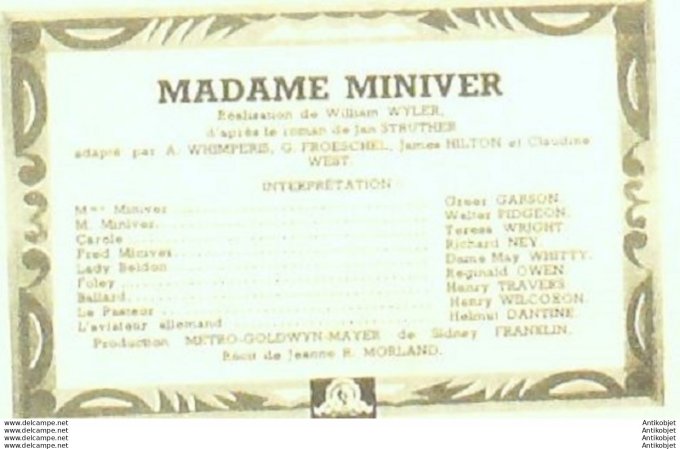 MADAME MINIVER
Réalisation de William WYLER,
d'après le roman de Jan STRUTHER
adapté par A. WHIMPERIS, G. FROESCHEL, James HILTON et Claudine
WEST.
INTERPRÉTATION :
Mme Miniver Greer GARSON.
M. Miniver. Walter PIDGEON.
Carole Teresa WRIGHT
Fred Miniver Richard NEY
Lady Beldon Dame May WHITTY.
Foley Reginald OWEN
Ballard. Henry TRAVERS
Le Pasteur Henry WILCOXON.
L'aviateur allemand Helmut DANTINE
Production METRO-GOLDWYN-MAYER de Sidney FRANKLIN.
Récit de Jeanne R. MORLAND.
www.delcampe.net Antikobjet
www.delcampe.net Antikobjet
www.delcampe.net Antikobjet
www.delcampe.net Antikobjet